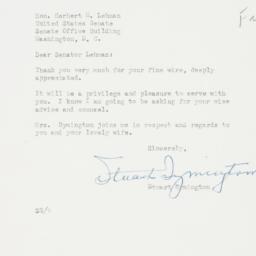 Hon. Herbert H. Lehman
United States Senate
Senate Office Building
Washington, D. C.
Dear Senator Lehman:
Thank you very much for your fine wire, deeply
appreciated.
It will be a privilege and pleasure to serve with
you. I know I am going to be asking for your wise
advice and counsel.
Mrs. Symington joins me in respect and regards to
you and your lovely wife.
Sincerely,
Stuart Symington
Stuart Symington